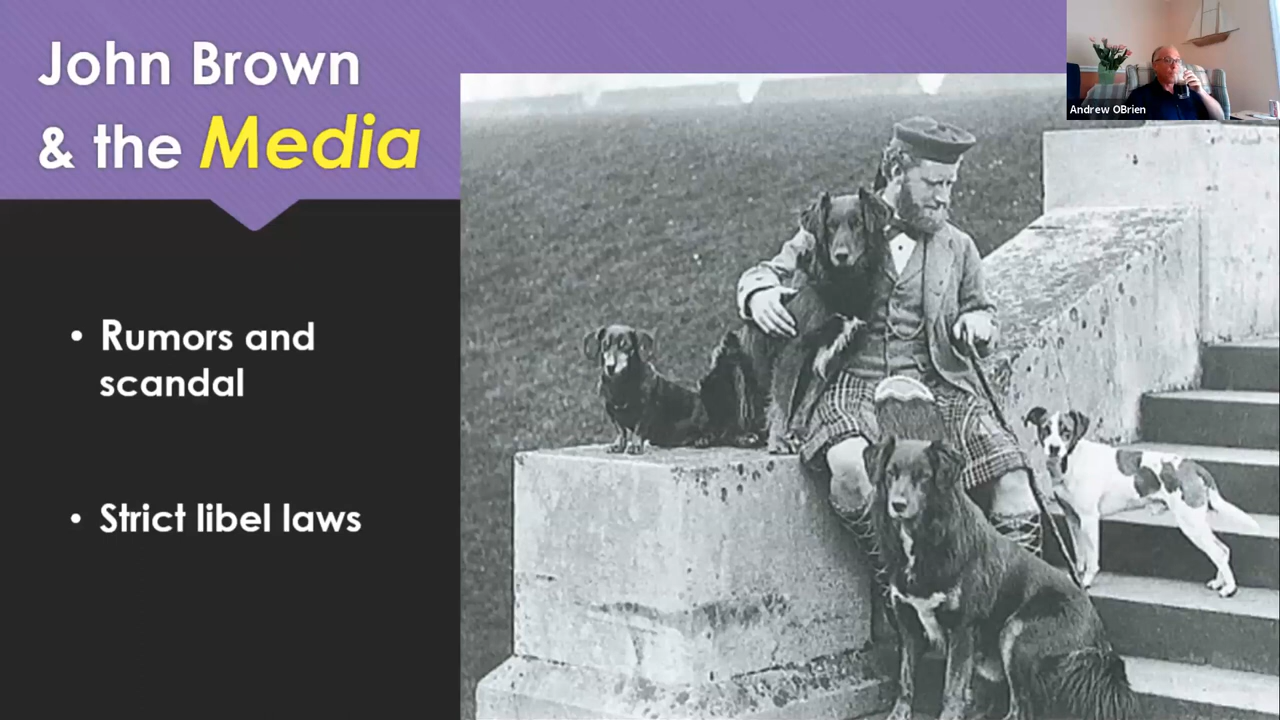 John Brown
& the Media
• Rumors and
scandal
• Strict libel laws
Andrew OBrien